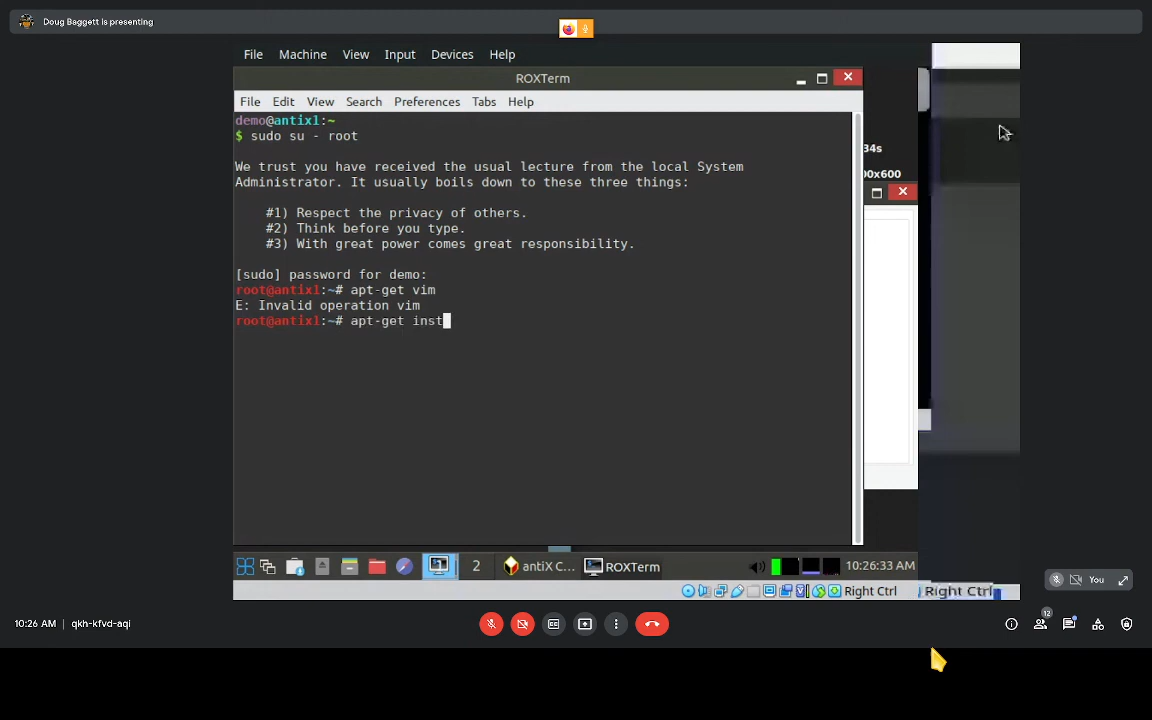 Doug Baggett is presenting
File Machine View Input Devices Help
ROXTerm
File Edit View Search Preferences Tabs Help
demo@antix1:~
$ sudo su - root
34s
We trust you have received the usual lecture from the local System
00x600
Administrator. It usually boils down to these three things:
#1) Respect the privacy of others.
#2) Think before you type.
#3) With great power comes great responsibility.
[sudo] password for demo:
root@antix1:~# apt-get vim
E: Invalid operation vim
root@antix1:~# apt-get inst
1 2 antiX C... ROXTerm 10:26:33 AM
Right Ctrl Right Ctrl
You
10:26 AM | qkh-kfvd-aqi
12